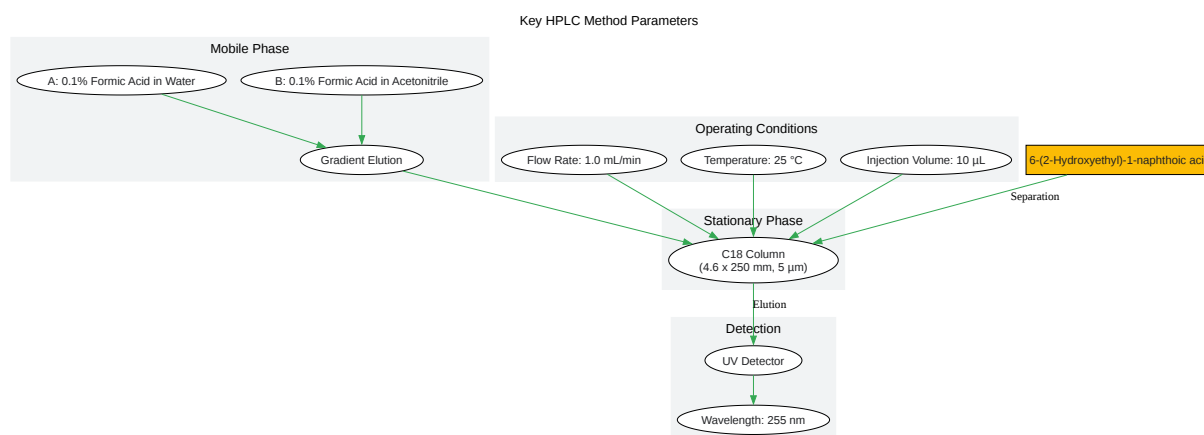 Key HPLC Method Parameters
Mobile Phase
A: 0.1% Formic Acid in Water
B: 0.1% Formic Acid in Acetonitrile
Gradient Elution
Operating Conditions
Flow Rate: 1.0 mL/min
Temperature: 25 °C
Injection Volume: 10 µL
6-(2-Hydroxyethyl)-1-naphthoic aci
Separation
Stationary Phase
C18 Column
(4.6 x 250 mm, 5 µm)
Elution
Detection
UV Detector
Wavelength: 255 nm